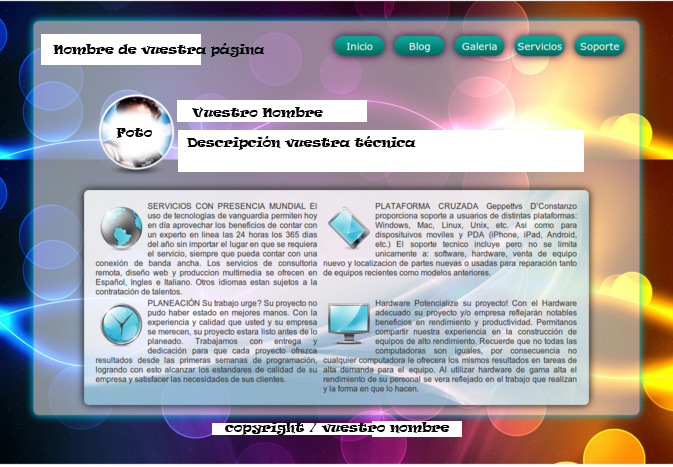 Nombre de vuestra página
Inicio
Blog
Galeria
Servicios
Soporte
Foto
Vuestro Nombre
Descripción vuestra técnica
SERVICIOS CON PRESENCIA MUNDIAL El
uso de tecnologias de vanguardia permiten hoy
en dia aprovechar los beneficios de contar con
un experto en linea las 24 horas los 365 dias
del año sin importar el lugar en que se requiera
el servicio, siempre que pueda contar con una
conexión de banda ancha. Los servicios de consultoria
remota, diseño web y produccion multimedia se ofrecen en
Español, Ingles e Italiano. Otros idiomas estan sujetos a la
contratación de talentos.
PLATAFORMA CRUZADA Geppettvs D'Constanzo
proporciona soporte a usuarios de distintas plataformas:
Windows, Mac, Linux, Unix, etc. Asi como para
dispositivos moviles y PDA (iPhone, iPad, Android,
etc.) El soporte tecnico incluye pero no se limita
unicamente a: software, hardware, venta de equipo
nuevo y localizacion de partes nuevas o usadas para reparación tanto
de equipos recientes como modelos anteriores.
PLANEACIÓN Su trabajo urge? Su proyecto no
pudo haber estado en mejores manos. Con la
experiencia y calidad que usted y su empresa
se merecen, su proyecto estara listo antes de lo
planeado. Trabajamos con entrega y
dedicación para que cada proyecto ofrezca
resultados desde las primeras semanas de programación,
logrando con esto alcanzar los estandares de calidad de su
empresa y satisfacer las necesidades de sus clientes.
Hardware Potencialize su proyecto! Con el Hardware
adecuado su proyecto y/o empresa reflejarán notables
beneficios en rendimiento y productividad. Permitanos
compartir nuestra experiencia en la construcción de
equipos de alto rendimiento. Recuerde que no todas las
computadoras son iguales, por consecuencia no
cualquier computadora le ofrecera los mismos resultados en tareas de
alta demanda para el equipo. Al utilizar hardware de gama alta el
rendimiento de su personal se vera reflejado en el trabajo que realizan
y la forma en que lo hacen.
copyright / vuestro nombre